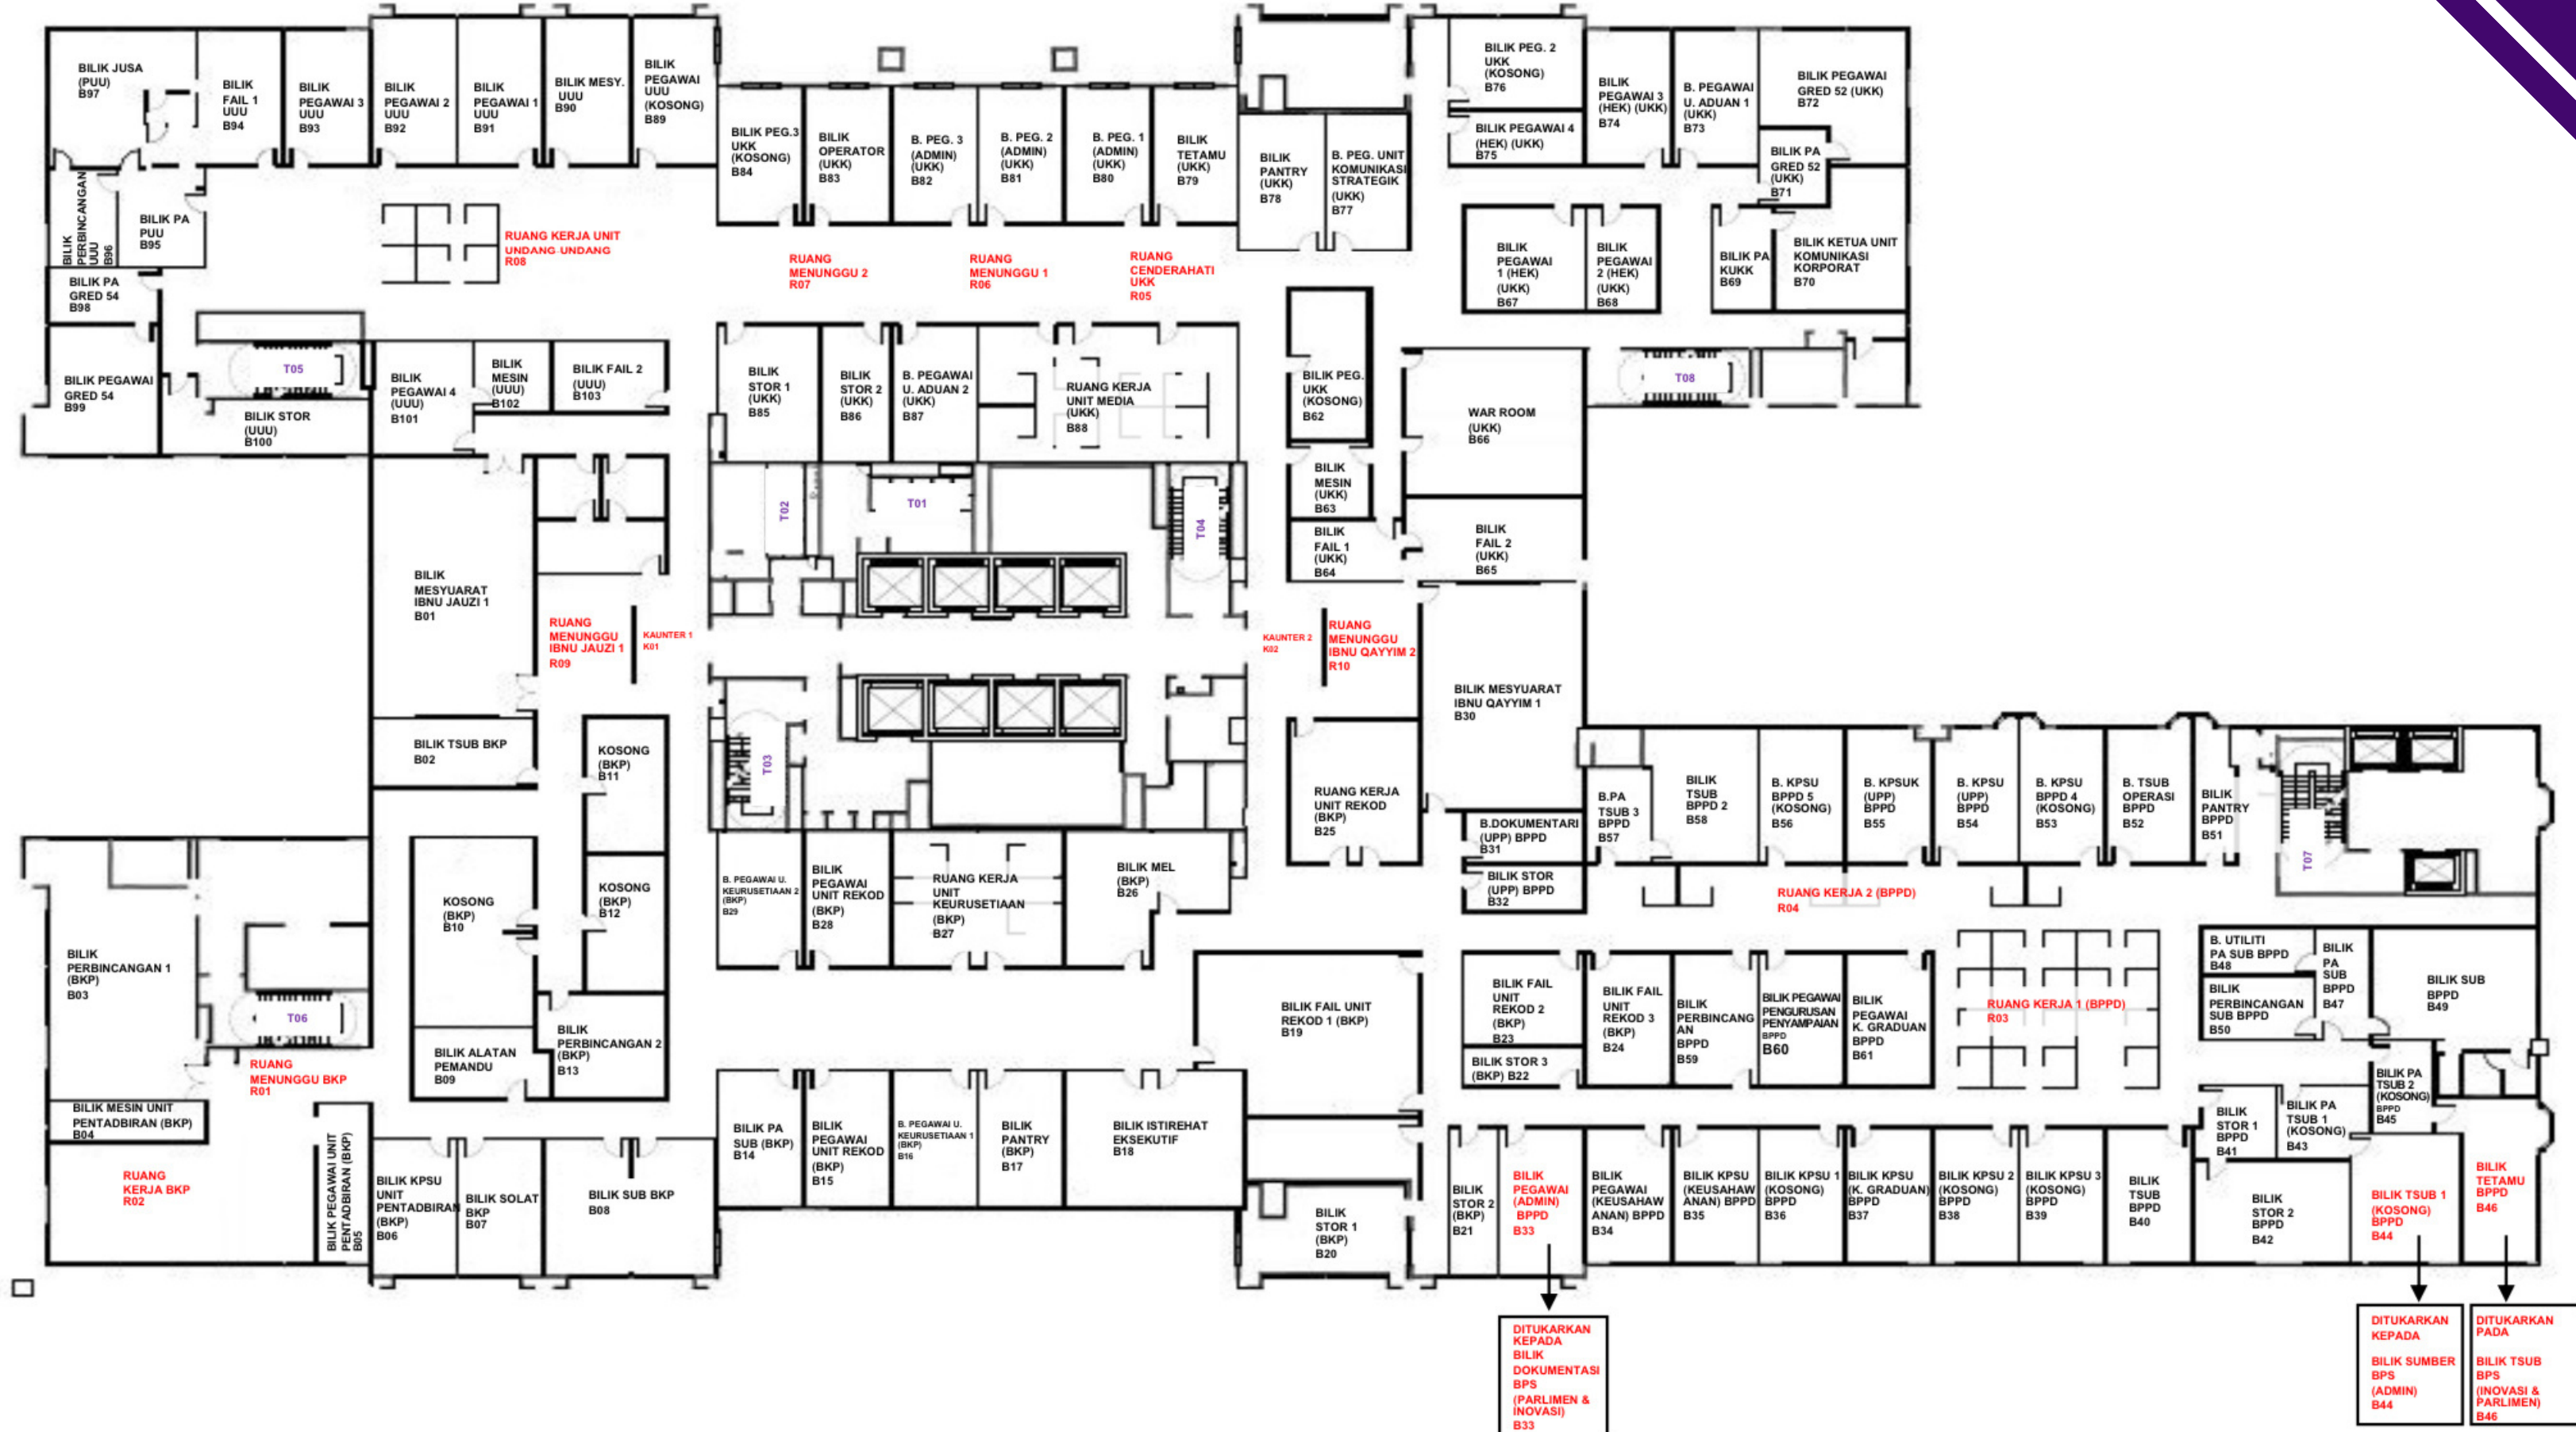 BILIK JUSA
(PUU)
B97
BILIK
FAIL 1
UUU
B94
BILIK
PEGAWAI 3
UUU
B93
BILIK
PEGAWAI 2
UUU
B92
BILIK
PEGAWAI 1
UUU
B91
BILIK MESY.
UUU
B90
BILIK
PEGAWAI
UUU
(KOSONG)
B89
BILIK PEG.3
UKK
(KOSONG)
B84
BILIK
OPERATOR
(UKK)
B83
B. PEG. 3
(ADMIN)
(UKK)
B82
B. PEG. 2
(ADMIN)
(UKK)
B81
B. PEG. 1
(ADMIN)
(UKK)
B80
BILIK
TETAMU
(UKK)
B79
BILIK
PANTRY
(UKK)
B78
B. PEG. UNIT
KOMUNIKASI
STRATEGIK
(UKK)
B77
BILIK PEG. 2
UKK
(KOSONG)
B76
BILIK PEGAWAI 4
(HEK) (UKK)
B75
BILIK
PEGAWAI 3
(HEK) (UKK)
B74
B. PEGAWAI
U. ADUAN 1
(UKK)
B73
BILIK PEGAWAI
GRED 52 (UKK)
B72
BILIK PA
GRED 52
(UKK)
B71
BILIK
PERBINCANGAN
UUU
B96
BILIK PA
PUU
B95
RUANG KERJA UNIT
UNDANG-UNDANG
R08
RUANG
MENUNGGU 2
R07
RUANG
MENUNGGU 1
R06
RUANG
CENDERAHATI
UKK
R05
BILIK
PEGAWAI
1 (HEK)
(UKK)
B67
BILIK
PEGAWAI
2 (HEK)
(UKK)
B68
BILIK PA
KUKK
B69
BILIK KETUA UNIT
KOMUNIKASI
KORPORAT
B70
BILIK PA
GRED 54
B98
BILIK PEGAWAI
GRED 54
B99
T05
BILIK STOR
(UUU)
B100
BILIK
PEGAWAI 4
(UUU)
B101
BILIK
MESIN
(UUU)
B102
BILIK FAIL 2
(UUU)
B103
BILIK
STOR 1
(UKK)
B85
BILIK
STOR 2
(UKK)
B86
B. PEGAWAI
U. ADUAN 2
(UKK)
B87
RUANG KERJA
UNIT MEDIA
(UKK)
B88
BILIK PEG.
UKK
(KOSONG)
B62
WAR ROOM
(UKK)
B66
T08
BILIK
MESIN
(UKK)
B63
BILIK
FAIL 1
(UKK)
B64
BILIK
FAIL 2
(UKK)
B65
T02
T01
T04
BILIK
MESYUARAT
IBNU JAUZI 1
B01
RUANG
MENUNGGU
IBNU JAUZI 1
R09
KAUNTER 1
K01
KAUNTER 2
K02
RUANG
MENUNGGU
IBNU QAYYIM 2
R10
BILIK MESYUARAT
IBNU QAYYIM 1
B30
BILIK TSUB BKP
B02
KOSONG
(BKP)
B11
T03
RUANG KERJA
UNIT REKOD
(BKP)
B25
B.DOKUMENTARI
(UPP) BPPD
B31
BILIK STOR
(UPP) BPPD
B32
B.PA
TSUB 3
BPPD
B57
BILIK
TSUB
BPPD 2
B58
B. KPSU
BPPD 5
(KOSONG)
B56
B. KPSUK
(UPP)
BPPD
B55
B. KPSU
(UPP)
BPPD
B54
B. KPSU
BPPD 4
(KOSONG)
B53
B. TSUB
OPERASI
BPPD
B52
BILIK
PANTRY
BPPD
B51
T07
BILIK
PERBINCANGAN 1
(BKP)
B03
KOSONG
(BKP)
B10
KOSONG
(BKP)
B12
B. PEGAWAI U.
KEURUSETIAAN 2
(BKP)
B29
BILIK
PEGAWAI
UNIT REKOD
(BKP)
B28
RUANG KERJA
UNIT
KEURUSETIAAN
(BKP)
B27
BILIK MEL
(BKP)
B26
RUANG KERJA 2 (BPPD)
R04
T06
RUANG
MENUNGGU BKP
R01
BILIK ALATAN
PEMANDU
B09
BILIK
PERBINCANGAN 2
(BKP)
B13
BILIK FAIL UNIT
REKOD 1 (BKP)
B19
BILIK FAIL
UNIT
REKOD 2
(BKP)
B23
BILIK STOR 3
(BKP) B22
BILIK FAIL
UNIT
REKOD 3
(BKP)
B24
BILIK
PERBINCANG
AN
BPPD
B59
BILIK PEGAWAI
PENGURUSAN
PENYAMPAIAN
BPPD
B60
BILIK
PEGAWAI
K. GRADUAN
BPPD
B61
RUANG KERJA 1 (BPPD)
R03
B. UTILITI
PA SUB BPPD
B48
BILIK
PERBINCANGAN
SUB BPPD
B50
BILIK
PA
SUB
BPPD
B47
BILIK SUB
BPPD
B49
BILIK MESIN UNIT
PENTADBIRAN (BKP)
B04
RUANG
KERJA BKP
R02
BILIK PEGAWAI UNIT
PENTADBIRAN (BKP)
B05
BILIK KPSU
UNIT
PENTADBIRAN
(BKP)
B06
BILIK SOLAT
BKP
B07
BILIK SUB BKP
B08
BILIK PA
SUB (BKP)
B14
BILIK
PEGAWAI
UNIT REKOD
(BKP)
B15
B. PEGAWAI U.
KEURUSETIAAN 1
(BKP)
B16
BILIK
PANTRY
(BKP)
B17
BILIK ISTIREHAT
EKSEKUTIF
B18
BILIK
STOR 1
(BKP)
B20
BILIK
STOR 2
(BKP)
B21
BILIK
PEGAWAI
(ADMIN)
BPPD
B33
BILIK
PEGAWAI
(KEUSAHAW
ANAN) BPPD
B34
BILIK KPSU
(KEUSAHAW
ANAN) BPPD
B35
BILIK KPSU 1
(KOSONG)
BPPD
B36
BILIK KPSU
(K. GRADUAN)
BPPD
B37
BILIK KPSU 2
(KOSONG)
BPPD
B38
BILIK KPSU 3
(KOSONG)
BPPD
B39
BILIK
TSUB
BPPD
B40
BILIK
STOR 1
BPPD
B41
BILIK PA
TSUB 1
(KOSONG)
B43
BILIK PA
TSUB 2
(KOSONG)
BPPD
B45
BILIK
STOR 2
BPPD
B42
BILIK TSUB 1
(KOSONG)
BPPD
B44
BILIK
TETAMU
BPPD
B46
DITUKARKAN
KEPADA
BILIK
DOKUMENTASI
BPS
(PARLIMEN &
INOVASI)
B33
DITUKARKAN
KEPADA
BILIK SUMBER
BPS
(ADMIN)
B44
DITUKARKAN
PADA
BILIK TSUB
BPS
(INOVASI &
PARLIMEN)
B46